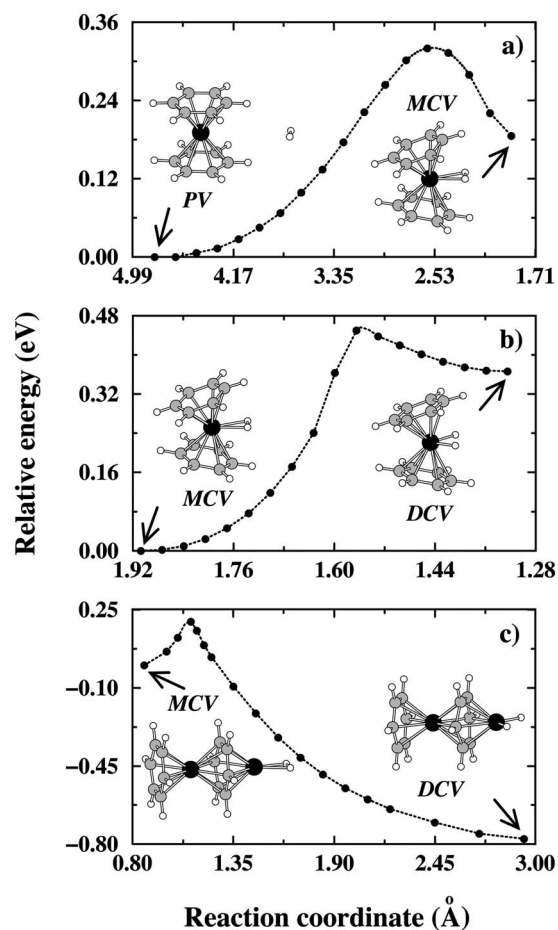 Relative energy (eV)
0.36
a)
MCV
0.24
PV
0.12
0.00
4.99 4.17 3.35 2.53 1.71
0.48
b)
0.32
0.16
MCV DCV
0.00
1.92 1.76 1.60 1.44 1.28
0.25
c)
−0.10
MCV
−0.45
DCV
−0.80
0.80 1.35 1.90 2.45 3.00
Reaction coordinate (Å)